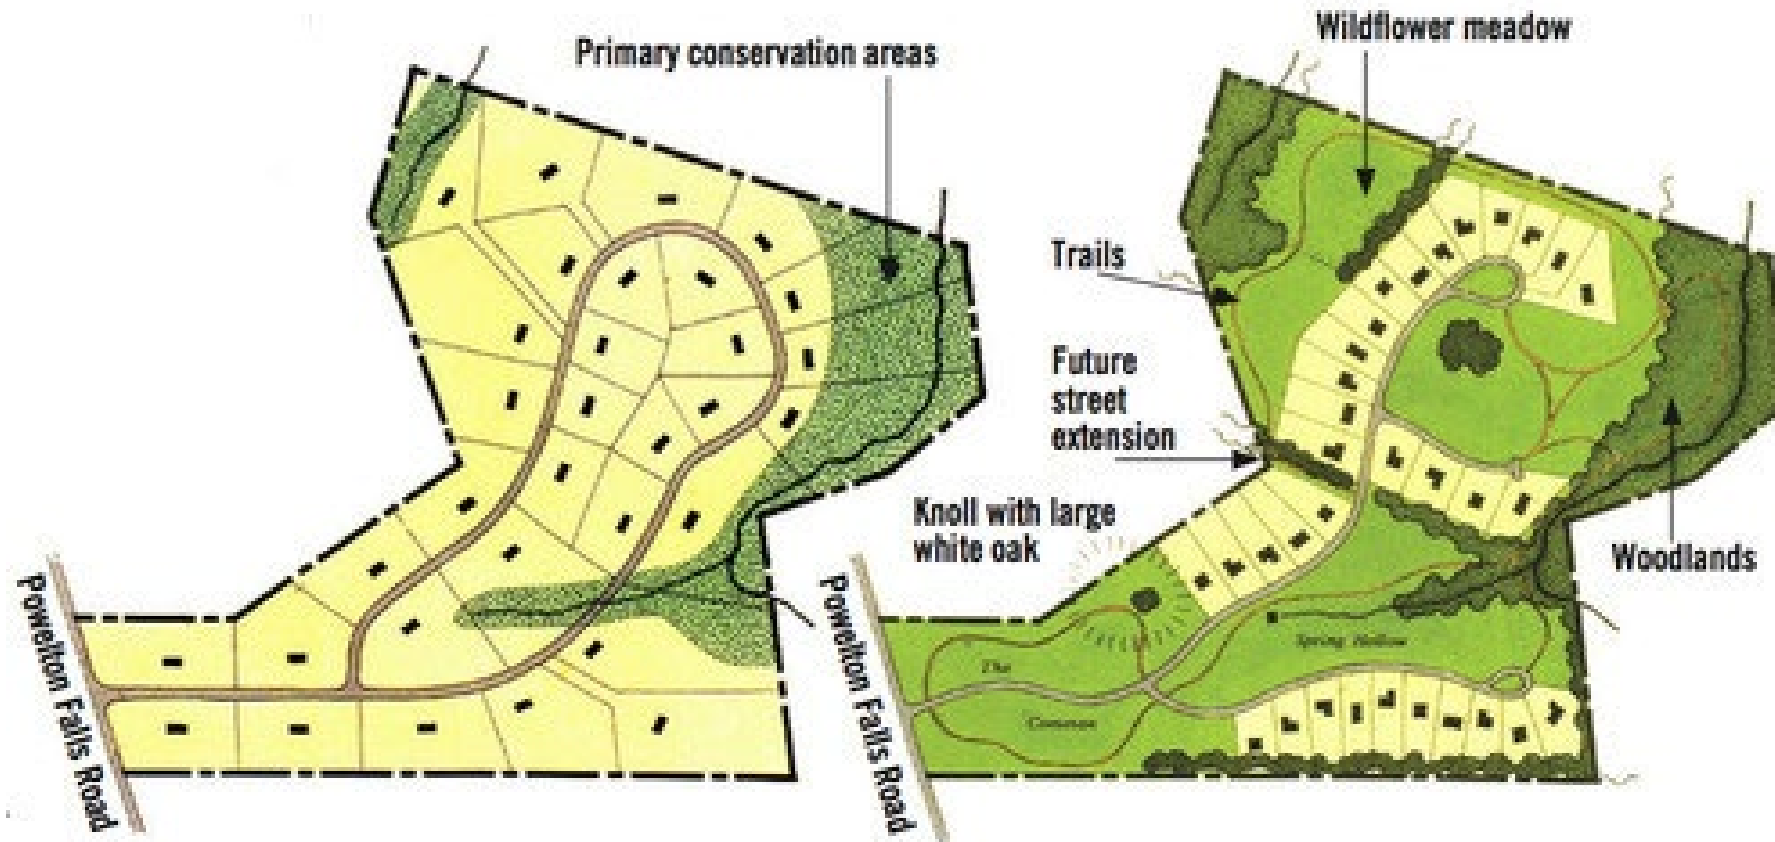 Primary conservation areas
Wildflower meadow
Trails
Future
street
extension
Knoll with large
white oak
Woodlands
Powelton Falls Road
Powelton Falls Road
The
Common
Spring Hollow